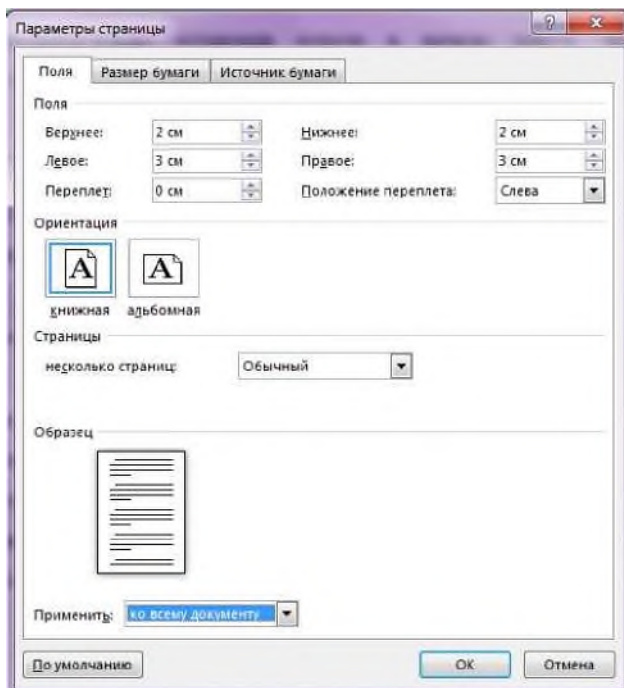 Параметры страницы
Поля Размер бумаги Источник бумаги
Поля
Верхнее: 2 см Нижнее: 2 см
Левое: 3 см Правое: 3 см
Переплет: 0 см Положение переплета: Слева
Ориентация
A A
книжная альбомная
Страницы
несколько страниц: Обычный
Образец
Применить: ко всему документу
По умолчанию ОК Отмена